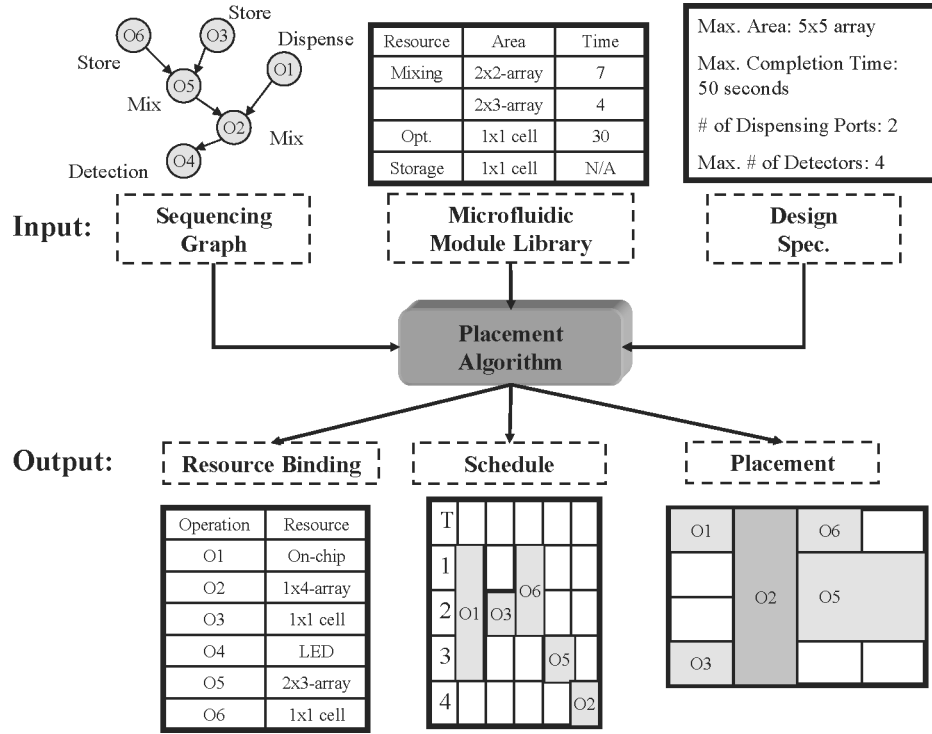 Store
Store
O6
O3
Dispense
O1
Store
O5
Mix
O2
Mix
O4
Detection
Resource Area Time
Mixing 2x2-array 7
2x3-array 4
Opt. 1x1 cell 30
Storage 1x1 cell N/A
Max. Area: 5x5 array
Max. Completion Time:
50 seconds
# of Dispensing Ports: 2
Max. # of Detectors: 4
Input:
Sequencing
Graph
Microfluidic
Module Library
Design
Spec.
Placement
Algorithm
Output:
Resource Binding
Schedule
Placement
Operation Resource
O1 On-chip
O2 1x4-array
O3 1x1 cell
O4 LED
O5 2x3-array
O6 1x1 cell
T
1
2
3
4
O1
O3
O6
O5
O2
O1
O6
O2
O5
O3